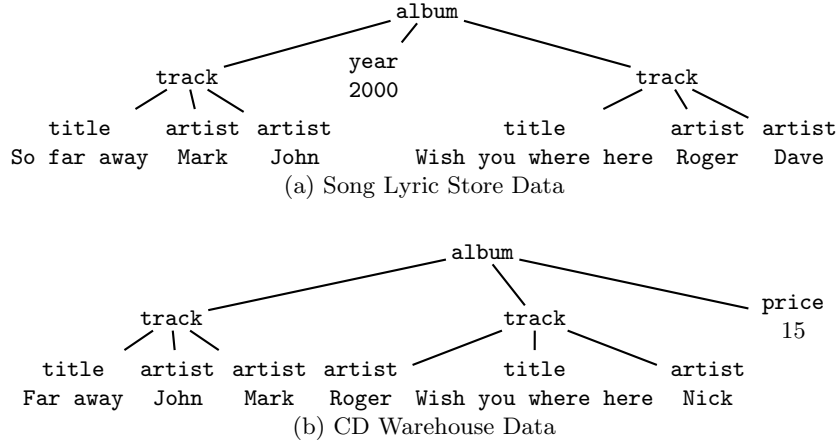 album
year
2000
track track
title artist artist title artist artist
So far away Mark John Wish you where here Roger Dave
(a) Song Lyric Store Data
album
price
15
track track
title artist artist artist title artist
Far away John Mark Roger Wish you where here Nick
(b) CD Warehouse Data